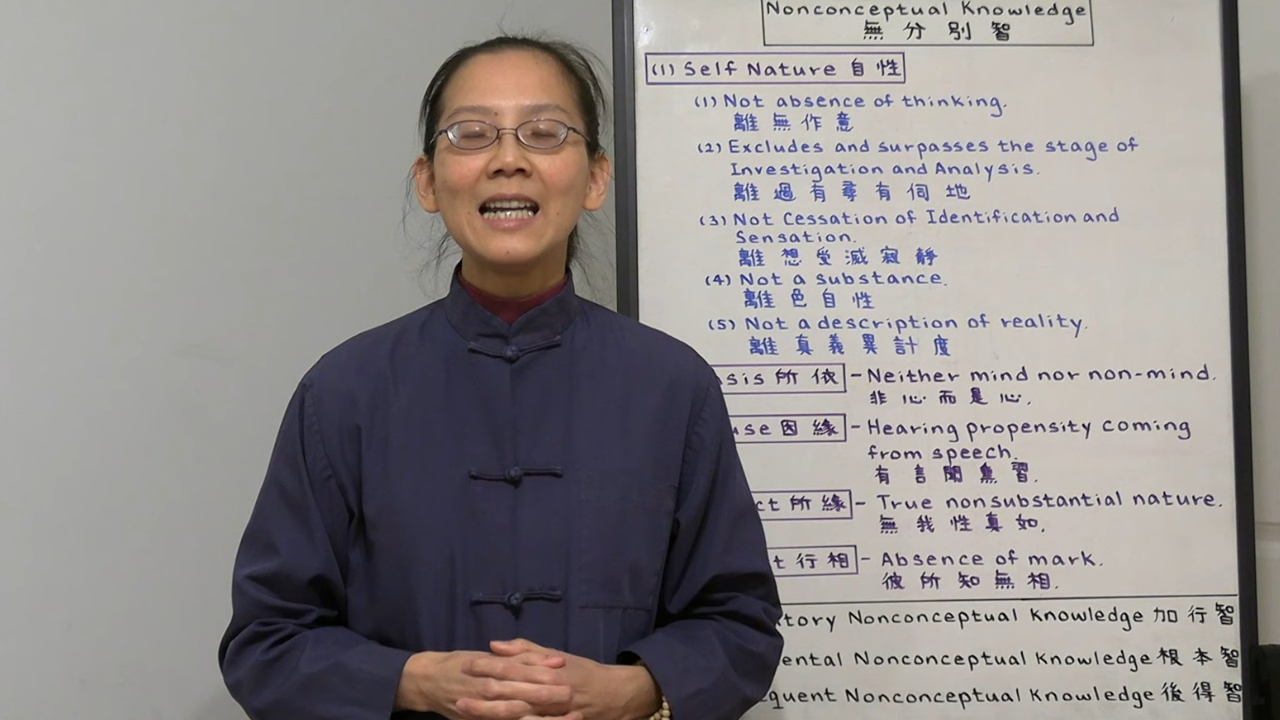 Nonconceptual Knowledge
無分別智
(1) Self Nature 自性
(1) Not absence of thinking.
離無作意
(2) Excludes and surpasses the stage of
Investigation and Analysis.
離過有尋有伺地
(3) Not Cessation of Identification and
Sensation.
離想受滅寂靜
(4) Not a substance.
離色自性
(5) Not a description of reality.
離真義異計度
所依 - Neither mind nor non-mind.
非心而是心.
因緣 - Hearing propensity coming
from speech.
有言聞熏習.
所緣 - True nonsubstantial nature.
無我性真如.
行相 - Absence of mark.
彼所知無相.
Nonconceptual Knowledge 加行智
Nonconceptual Knowledge 根本智
Nonconceptual Knowledge 後得智